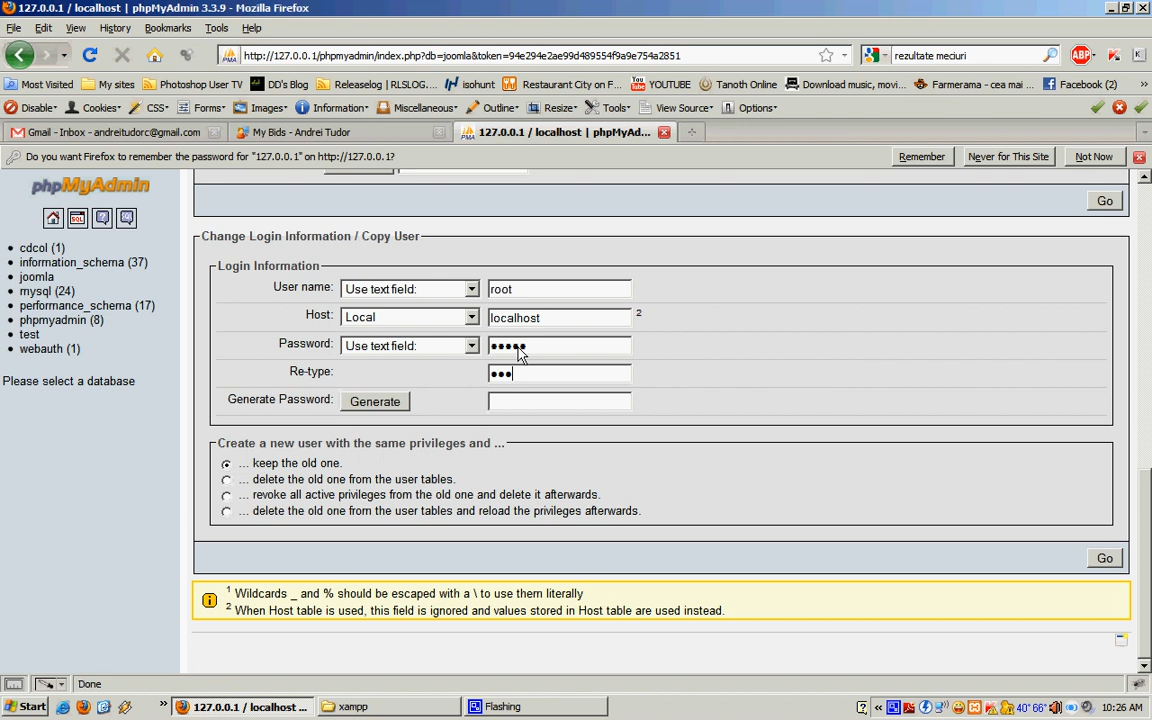 127.0.0.1 / localhost | phpMyAdmin 3.3.9 - Mozilla Firefox
File Edit View History Bookmarks Tools Help
http://127.0.0.1/phpmyadmin/index.php?db=joomla&token=94e294e2ae99d489554f9a9e754a2851
rezultate meciuri
ABP
Most Visited My sites Photoshop User TV DD's Blog Releaselog | RLSLOG.... isohunt Restaurant City on F... YOUTUBE Tanoth Online Download music, movi... Farmerama - cea mai ... Facebook (2) »
Disable▾ Cookies▾ CSS▾ Forms▾ Images▾ Information▾ Miscellaneous▾ Outline▾ Resize▾ Tools▾ View Source▾ Options▾
Gmail - Inbox - andreitudorc@gmail.com My Bids - Andrei Tudor 127.0.0.1 / localhost | phpMyAd...
Do you want Firefox to remember the password for "127.0.0.1" on http://127.0.0.1? Remember Never for This Site Not Now
phpMyAdmin
SQL
cdcol (1)
information_schema (37)
joomla
mysql (24)
performance_schema (17)
phpmyadmin (8)
test
webauth (1)
Please select a database
Go
Change Login Information / Copy User
Login Information
User name: Use text field: root
Host: Local localhost 2
Password: Use text field: •••••
Re-type: •••
Generate Password: Generate
Create a new user with the same privileges and ...
... keep the old one.
... delete the old one from the user tables.
... revoke all active privileges from the old one and delete it afterwards.
... delete the old one from the user tables and reload the privileges afterwards.
Go
1 Wildcards _ and % should be escaped with a \ to use them literally
2 When Host table is used, this field is ignored and values stored in Host table are used instead.
Done
Start » 127.0.0.1 / localhost ... xampp Flashing « 40° 66° 10:26 AM